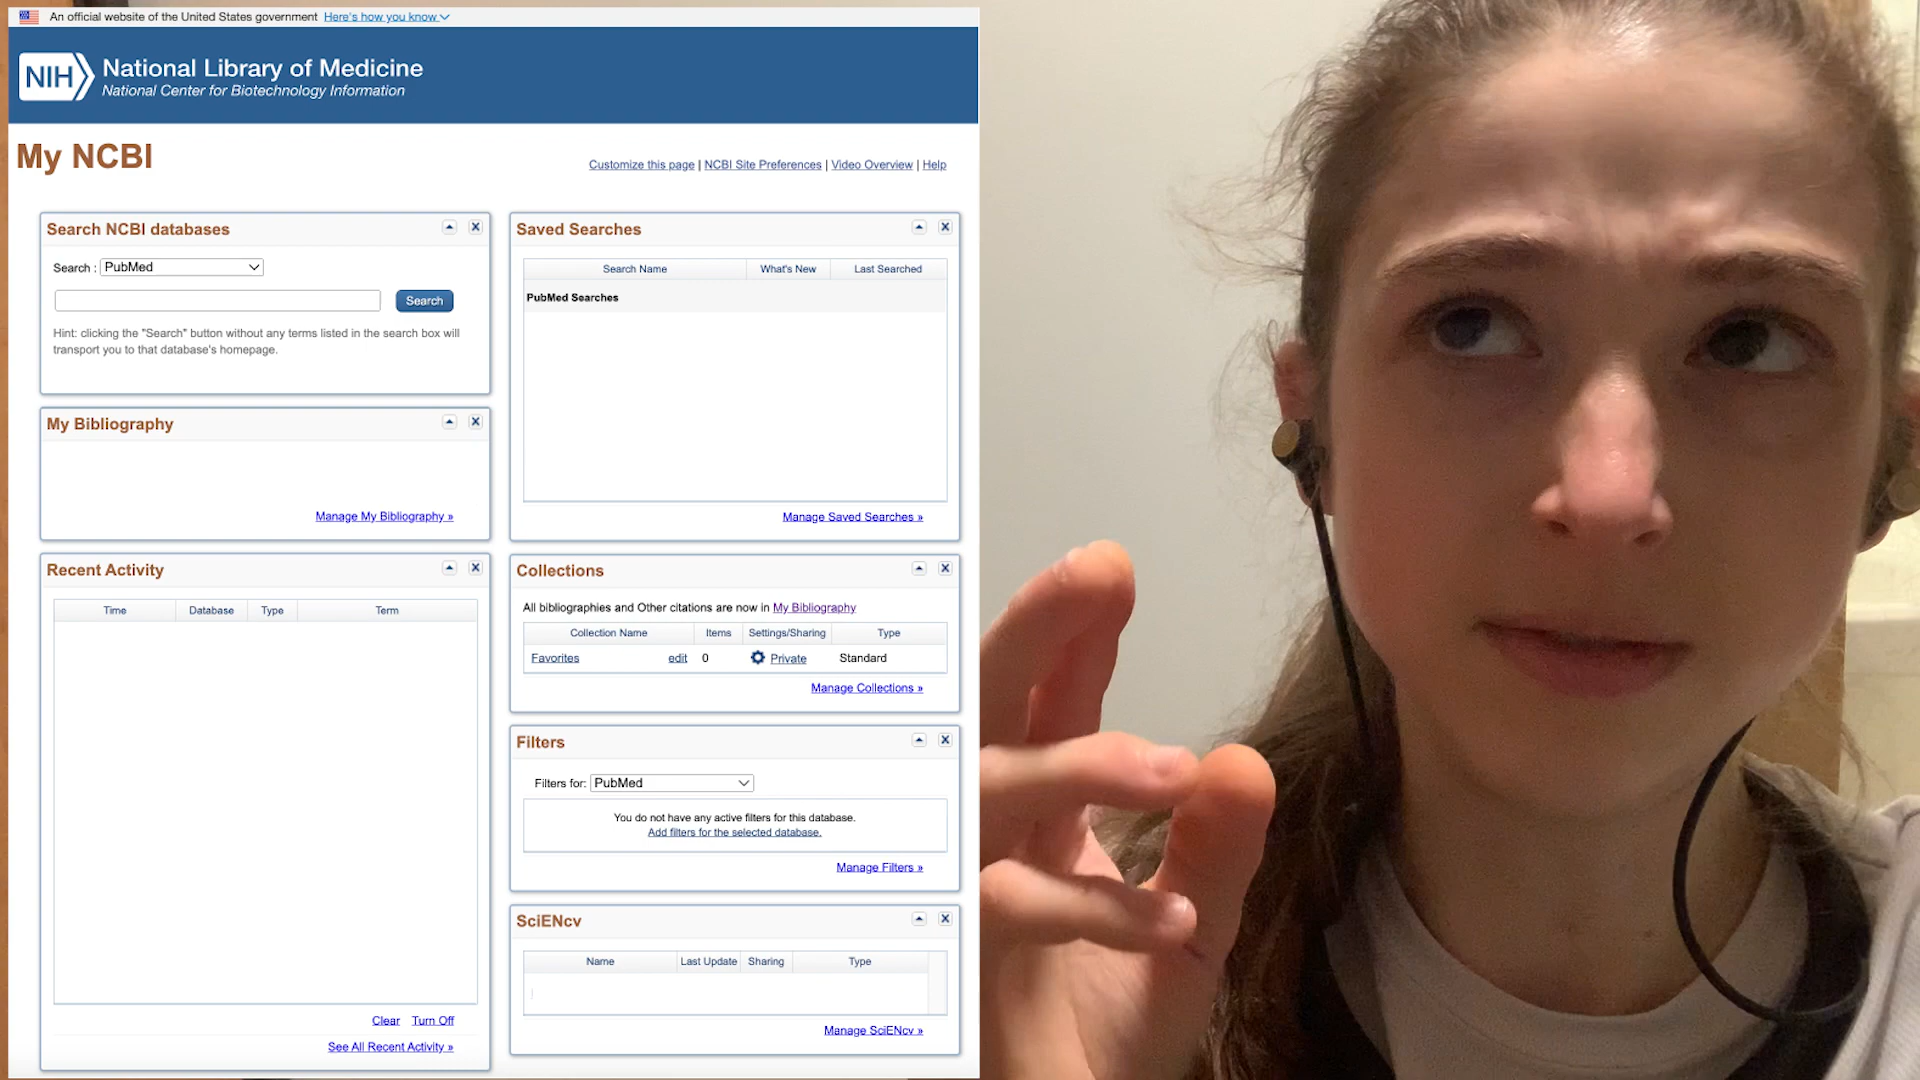 An official website of the United States government Here's how you know
NIH National Library of Medicine
National Center for Biotechnology Information
My NCBI
Customize this page | NCBI Site Preferences | Video Overview | Help
Search NCBI databases
Search : PubMed
Search
Hint: clicking the "Search" button without any terms listed in the search box will
transport you to that database's homepage.
My Bibliography
Manage My Bibliography »
Recent Activity
Time Database Type Term
Clear Turn Off
See All Recent Activity »
Saved Searches
Search Name What's New Last Searched
PubMed Searches
Manage Saved Searches »
Collections
All bibliographies and Other citations are now in My Bibliography
Collection Name Items Settings/Sharing Type
Favorites edit 0 Private Standard
Manage Collections »
Filters
Filters for: PubMed
You do not have any active filters for this database.
Add filters for the selected database.
Manage Filters »
SciENcv
Name Last Update Sharing Type
Manage SciENcv »